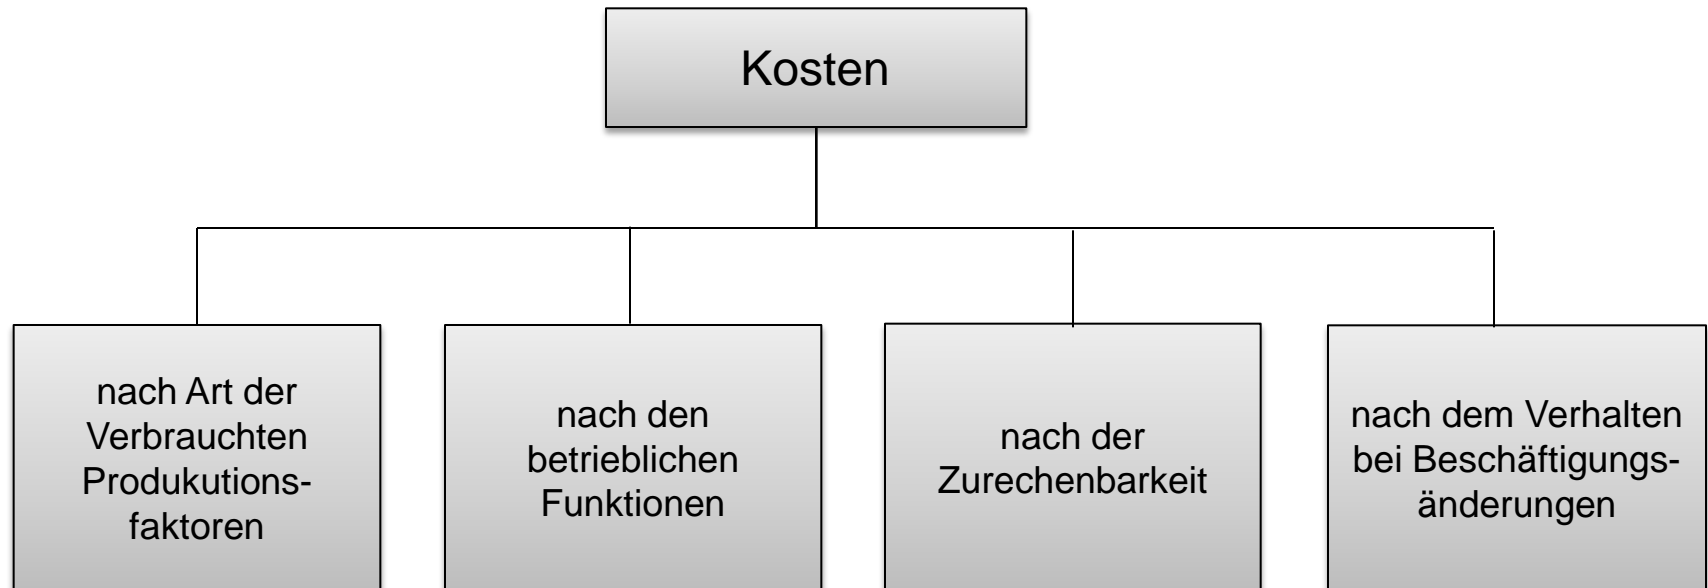 Kosten
nach Art der
Verbrauchten
Produkutions-
faktoren
nach den
betrieblichen
Funktionen
nach der
Zurechenbarkeit
nach dem Verhalten
bei Beschäftigungs-
änderungen